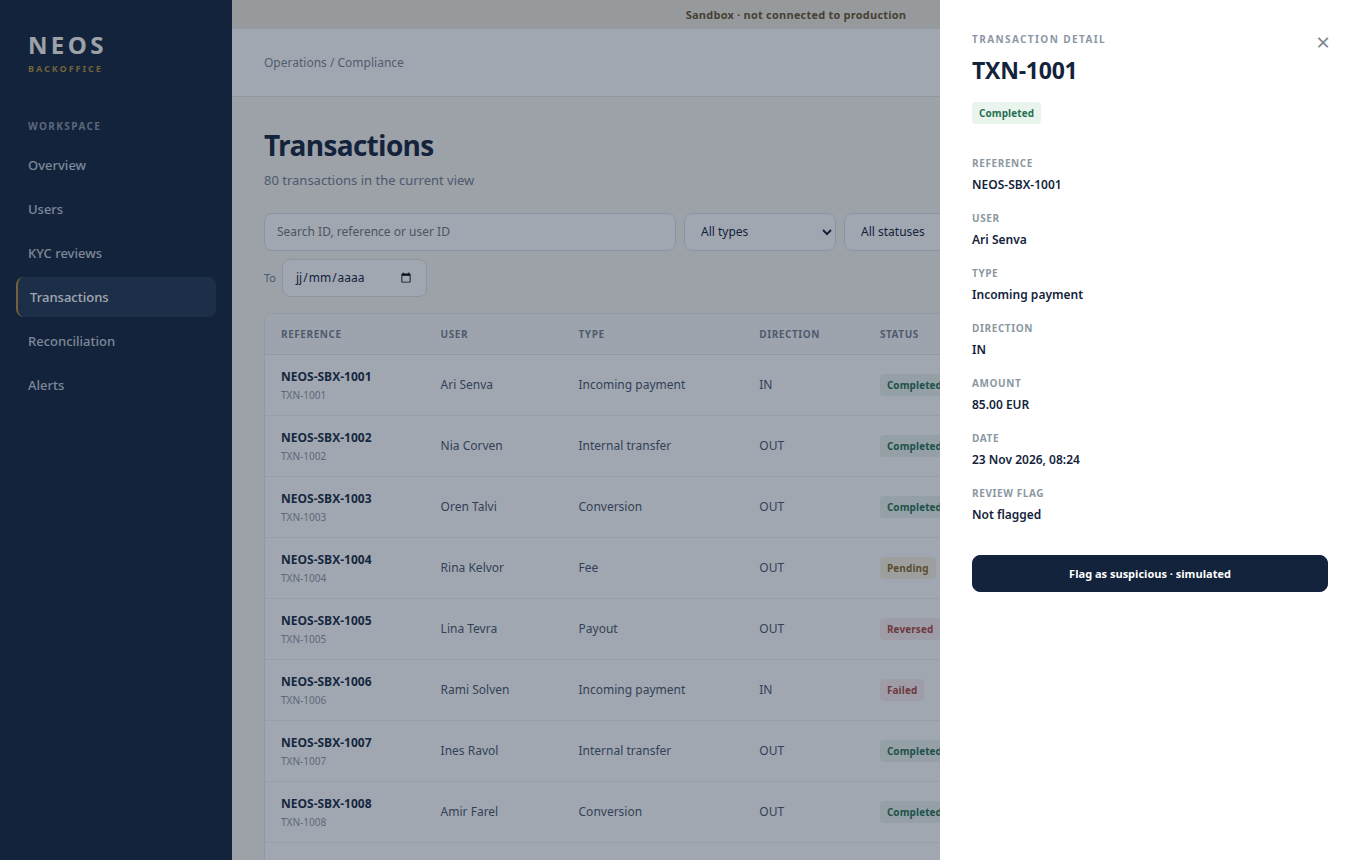 NEOS
BACKOFFICE
WORKSPACE
Overview
Users
KYC reviews
Transactions
Reconciliation
Alerts
Sandbox · not connected to production
Operations / Compliance
Transactions
80 transactions in the current view
Search ID, reference or user ID
All types
All statuses
To
jj/mm/aaaa
REFERENCE USER TYPE DIRECTION STATUS
NEOS-SBX-1001 Ari Senva Incoming payment IN Completed
TXN-1001
NEOS-SBX-1002 Nia Corven Internal transfer OUT Completed
TXN-1002
NEOS-SBX-1003 Oren Talvi Conversion OUT Completed
TXN-1003
NEOS-SBX-1004 Rina Kelvor Fee OUT Pending
TXN-1004
NEOS-SBX-1005 Lina Tevra Payout OUT Reversed
TXN-1005
NEOS-SBX-1006 Rami Solven Incoming payment IN Failed
TXN-1006
NEOS-SBX-1007 Ines Ravol Internal transfer OUT Completed
TXN-1007
NEOS-SBX-1008 Amir Farel Conversion OUT Completed
TXN-1008
TRANSACTION DETAIL
TXN-1001
Completed
REFERENCE
NEOS-SBX-1001
USER
Ari Senva
TYPE
Incoming payment
DIRECTION
IN
AMOUNT
85.00 EUR
DATE
23 Nov 2026, 08:24
REVIEW FLAG
Not flagged
Flag as suspicious · simulated